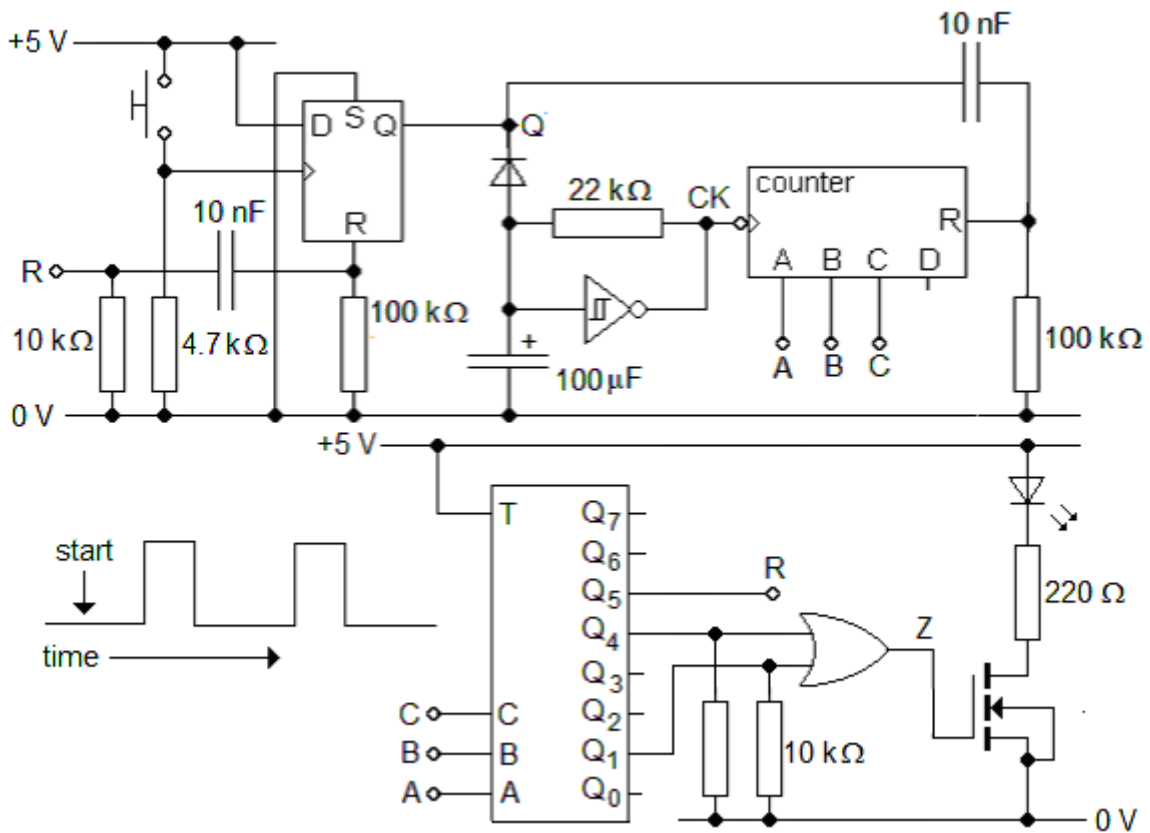 10 nF
+5 V
D S Q
Q
22 kΩ
CK
counter
10 nF
R
R
R
A B C D
10 kΩ
4.7 kΩ
100 kΩ
+
100 µF
A B C
100 kΩ
0 V
+5 V
T
Q7
Q6
start
R
Q5
220 Ω
Q4
Z
time
Q3
C C
Q2
B B
Q1
10 kΩ
A A
Q0
0 V